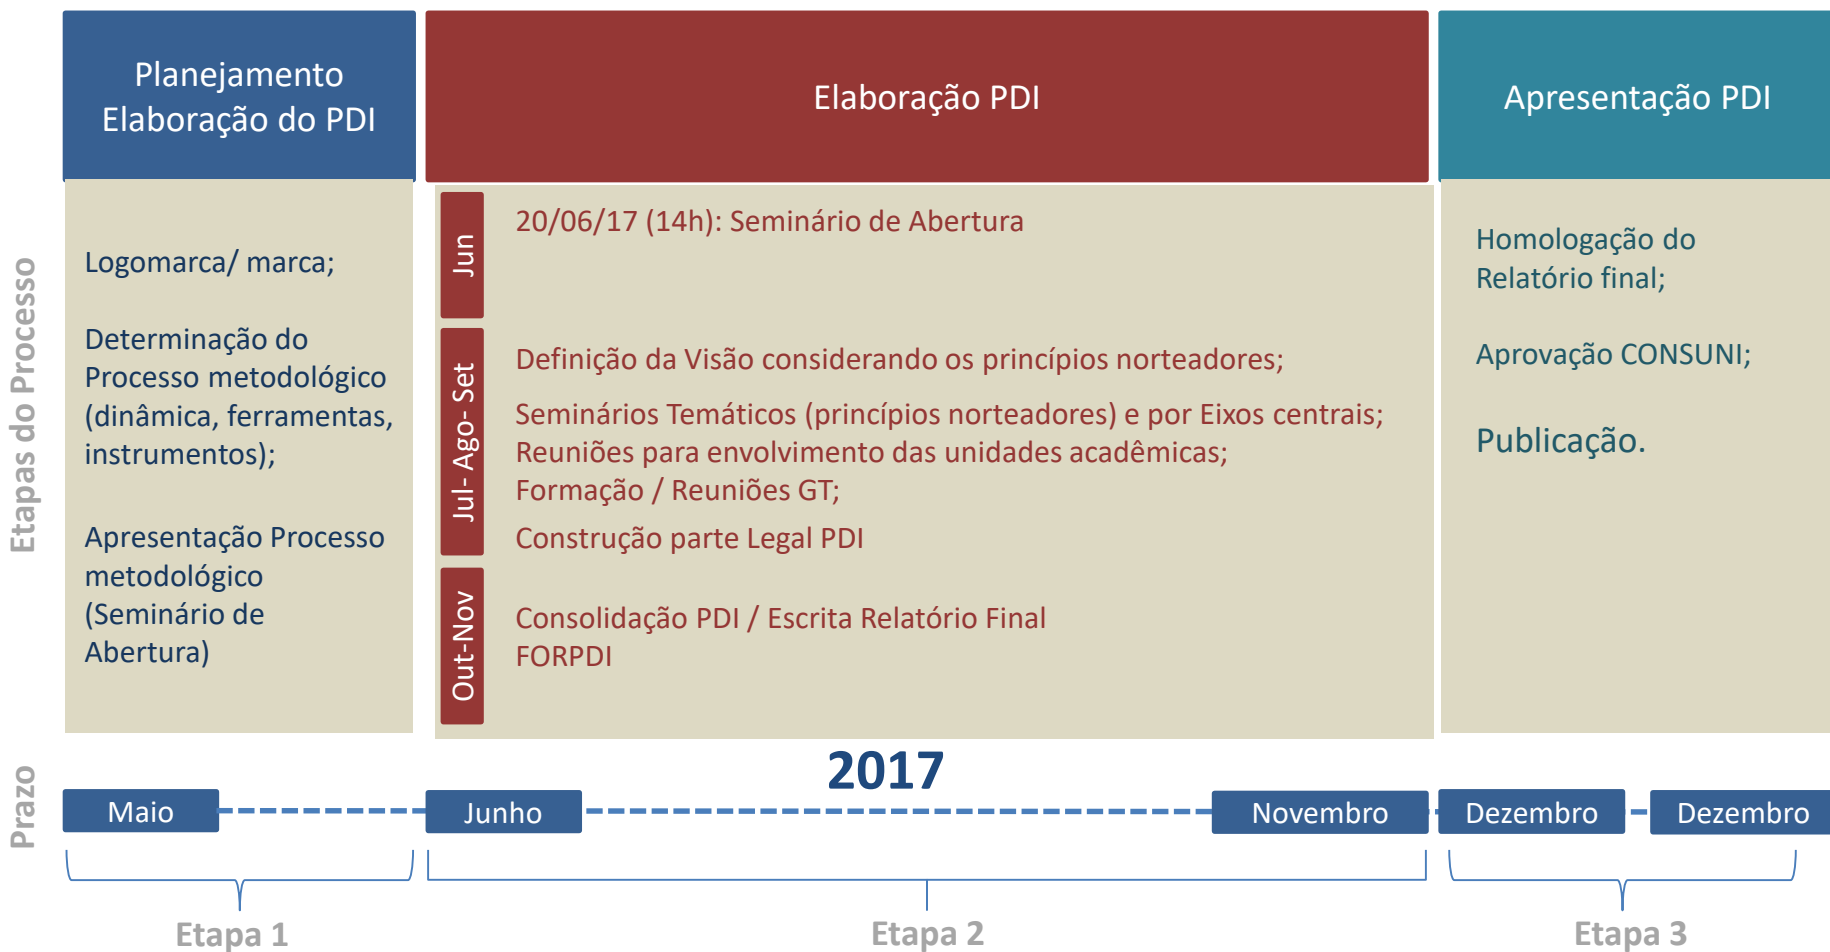 Planejamento
Elaboração do PDI
Elaboração PDI
Apresentação PDI
Etapas do Processo
Logomarca/ marca;
Determinação do
Processo metodológico
(dinâmica, ferramentas,
instrumentos);
Apresentação Processo
metodológico
(Seminário de
Abertura)
Jun
20/06/17 (14h): Seminário de Abertura
Jul- Ago- Set
Definição da Visão considerando os princípios norteadores;
Seminários Temáticos (princípios norteadores) e por Eixos centrais;
Reuniões para envolvimento das unidades acadêmicas;
Formação / Reuniões GT;
Construção parte Legal PDI
Out-Nov
Consolidação PDI / Escrita Relatório Final
FORPDI
Homologação do
Relatório final;
Aprovação CONSUNI;
Publicação.
2017
Prazo
Maio
Junho
Novembro
Dezembro
Dezembro
Etapa 1
Etapa 2
Etapa 3